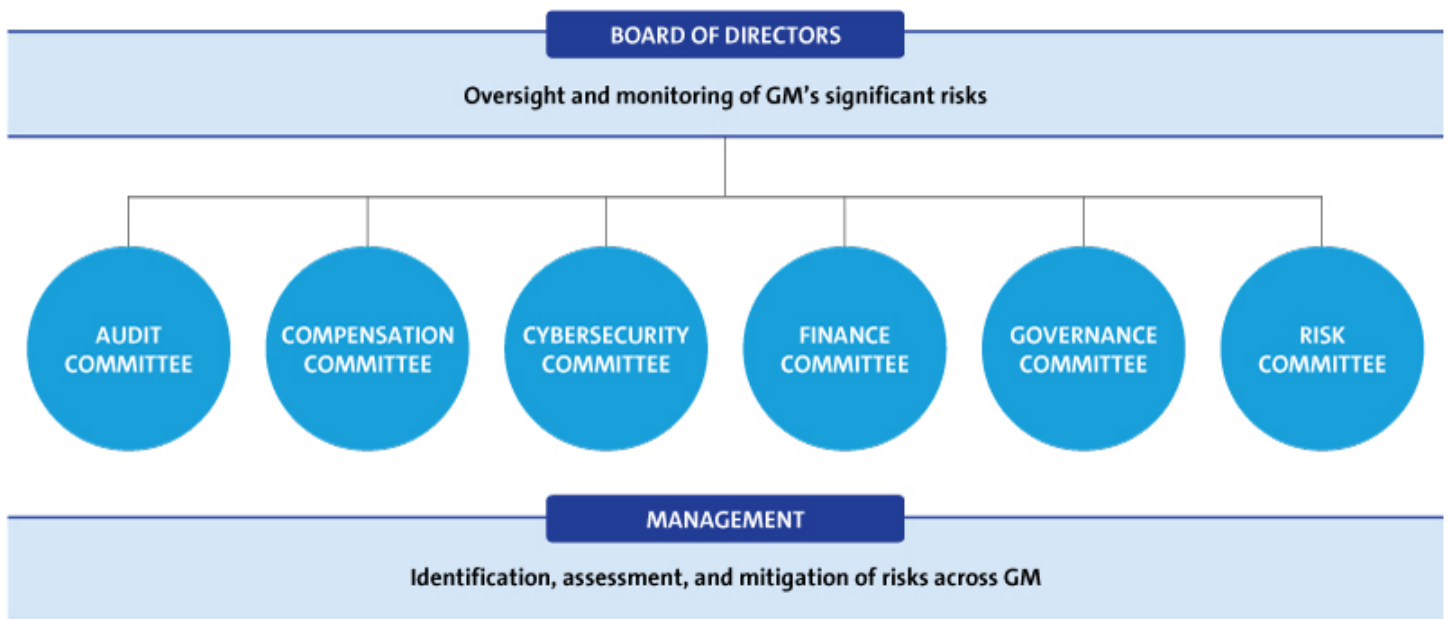 BOARD OF DIRECTORS
Oversight and monitoring of GM's significant risks
AUDIT
COMMITTEE
COMPENSATION
COMMITTEE
CYBERSECURITY
COMMITTEE
FINANCE
COMMITTEE
GOVERNANCE
COMMITTEE
RISK
COMMITTEE
MANAGEMENT
Identification, assessment, and mitigation of risks across GM